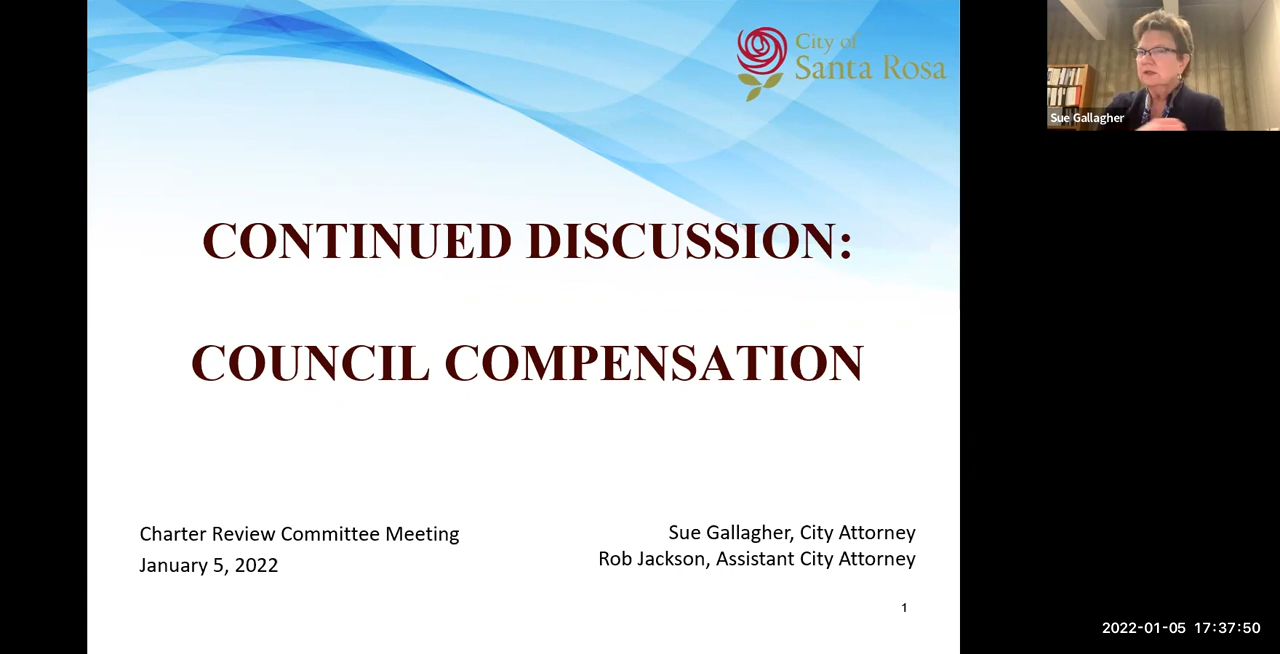 City of
Santa Rosa
Sue Gallagher
CONTINUED DISCUSSION:
COUNCIL COMPENSATION
Charter Review Committee Meeting
January 5, 2022
Sue Gallagher, City Attorney
Rob Jackson, Assistant City Attorney
1
2022-01-05 17:37:50